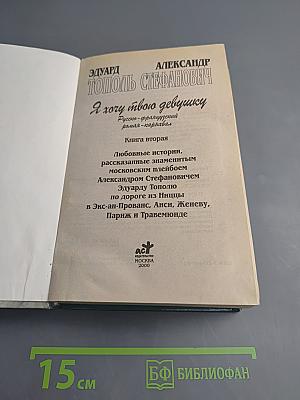 ЭДУАРД АЛЕКСАНДР
ТОПОЛЬ СТЕФАНОВИЧ
Я хочу твою девушку
Русско-французский
роман-карнавал
Книга вторая
Любовные истории,
рассказанные знаменитым
московским плейбоем
Александром Стефановичем
Эдуарду Тополю
по дороге из Ниццы
в Экс-ан-Прованс, Анси, Женеву,
Париж и Травемюнде
аст
ИЗДАТЕЛЬСТВО
МОСКВА
2000
15 см
БФ БИБЛИОФАН